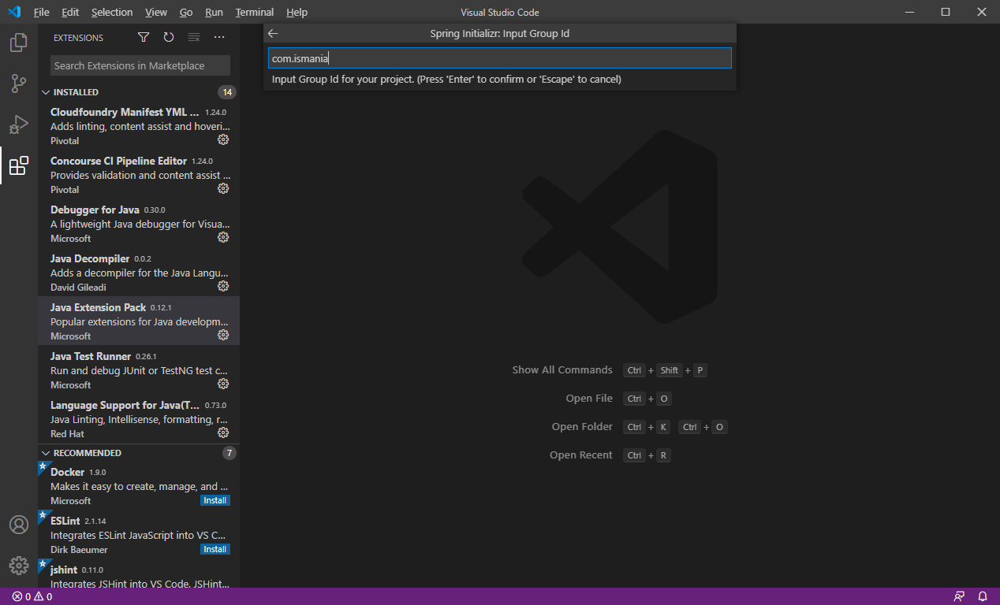 File Edit Selection View Go Run Terminal Help
Visual Studio Code
EXTENSIONS
Search Extensions in Marketplace
INSTALLED 14
Cloudfoundry Manifest YML ... 1.24.0
Adds linting, content assist and hoveri...
Pivotal
Concourse CI Pipeline Editor 1.24.0
Provides validation and content assist ...
Pivotal
Debugger for Java 0.30.0
A lightweight Java debugger for Visua...
Microsoft
Java Decompiler 0.0.2
Adds a decompiler for the Java Langu...
David Gileadi
Java Extension Pack 0.12.1
Popular extensions for Java developm...
Microsoft
Java Test Runner 0.26.1
Run and debug JUnit or TestNG test c...
Microsoft
Language Support for Java(T... 0.73.0
Java Linting, Intellisense, formatting, r...
Red Hat
RECOMMENDED 7
Docker 1.9.0
Makes it easy to create, manage, and ...
Microsoft Install
ESLint 2.1.14
Integrates ESLint JavaScript into VS C...
Dirk Baeumer Install
jshint 0.11.0
Integrates JSHint into VS Code. JSHint...
Spring Initializr: Input Group Id
com.ismania
Input Group Id for your project. (Press 'Enter' to confirm or 'Escape' to cancel)
Show All Commands Ctrl + Shift + P
Open File Ctrl + O
Open Folder Ctrl + K Ctrl + O
Open Recent Ctrl + R
0 0